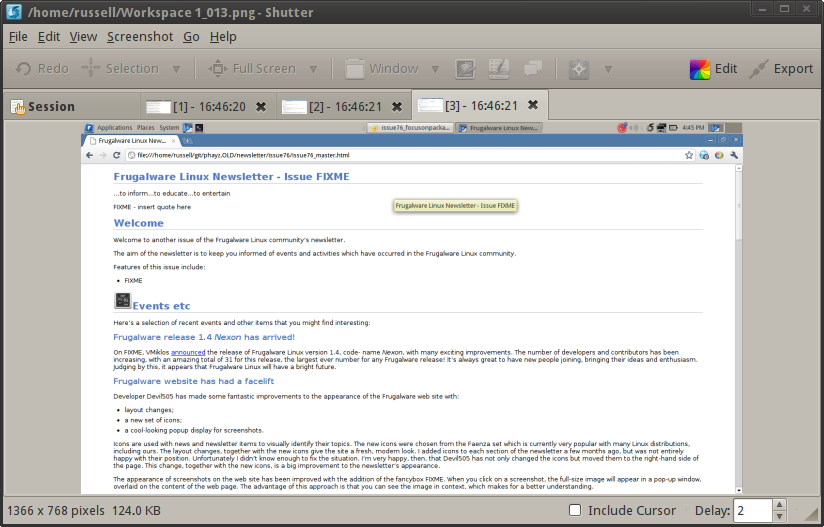 /home/russell/Workspace 1_013.png - Shutter
File Edit View Screenshot Go Help
Redo Selection Full Screen Window Edit Export
Session [1] - 16:46:20 [2] - 16:46:21 [3] - 16:46:21
Applications Places System issue76_focusonpacka... Frugalware Linux New... 4:45 PM
Frugalware Linux New...
file:///home/russell/git/phayz.OLD/newsletter/issue76/issue76_master.html
Frugalware Linux Newsletter - Issue FIXME
...to inform...to educate...to entertain
FIXME - insert quote here
Frugalware Linux Newsletter - Issue FIXME
Welcome
Welcome to another issue of the Frugalware Linux community's newsletter.
The aim of the newsletter is to keep you informed of events and activities which have occurred in the Frugalware Linux community.
Features of this issue include:
• FIXME
Events etc
Here's a selection of recent events and other items that you might find interesting:
Frugalware release 1.4 Nexon has arrived!
On FIXME, VMiklos announced the release of Frugalware Linux version 1.4, code- name Nexon, with many exciting improvements. The number of developers and contributors has been
increasing, with an amazing total of 31 for this release, the largest ever number for any Frugalware release! It's always great to have new people joining, bringing their ideas and enthusiasm.
Judging by this, it appears that Frugalware Linux will have a bright future.
Frugalware website has had a facelift
Developer Devil505 has made some fantastic improvements to the appearance of the Frugalware web site with:
• layout changes;
• a new set of icons;
• a cool-looking popup display for screenshots.
Icons are used with news and newsletter items to visually identify their topics. The new icons were chosen from the Faenza set which is currently very popular with many Linux distributions,
including ours. The layout changes, together with the new icons give the site a fresh, modern look. I added icons to each section of the newsletter a few months ago, but was not entirely
happy with their position. Unfortunately I didn't know enough to fix the situation. I'm very happy, then, that Devil505 has not only changed the icons but moved them to the right-hand side of
the page. This change, together with the new icons, is a big improvement to the newsletter's appearance.
The appearance of screenshots on the web site has been improved with the addition of the fancybox FIXME. When you click on a screenshot, the full-size image will appear in a pop-up window,
overlaid on the content of the web page. The advantage of this approach is that you can see the image in context, which makes for a better understanding.
1366 x 768 pixels 124.0 KB Include Cursor Delay: 2